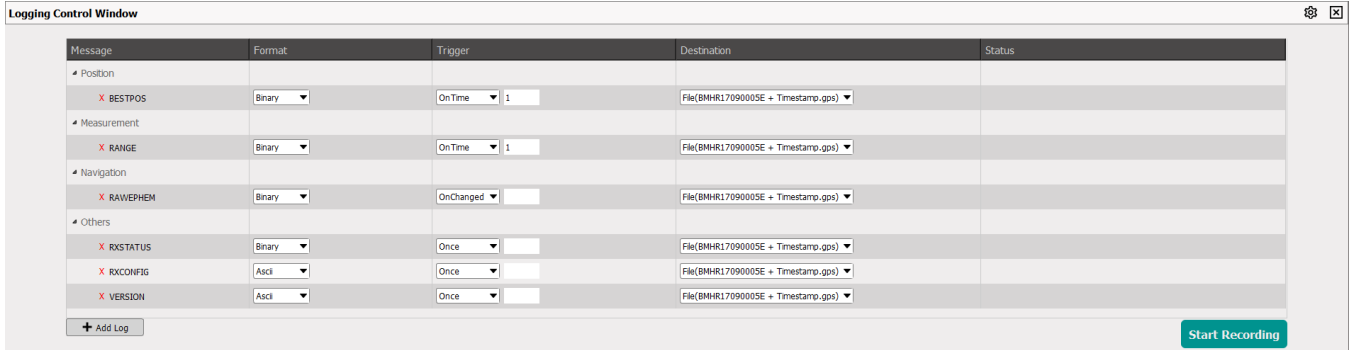 Logging Control Window
Message Format Trigger Destination Status
Position
X BESTPOS Binary OnTime 1 File(BMHR17090005E + Timestamp.gps)
Measurement
X RANGE Binary OnTime 1 File(BMHR17090005E + Timestamp.gps)
Navigation
X RAWEPHEM Binary OnChanged File(BMHR17090005E + Timestamp.gps)
Others
X RXSTATUS Binary Once File(BMHR17090005E + Timestamp.gps)
X RXCONFIG Ascii Once File(BMHR17090005E + Timestamp.gps)
X VERSION Ascii Once File(BMHR17090005E + Timestamp.gps)
+ Add Log
Start Recording